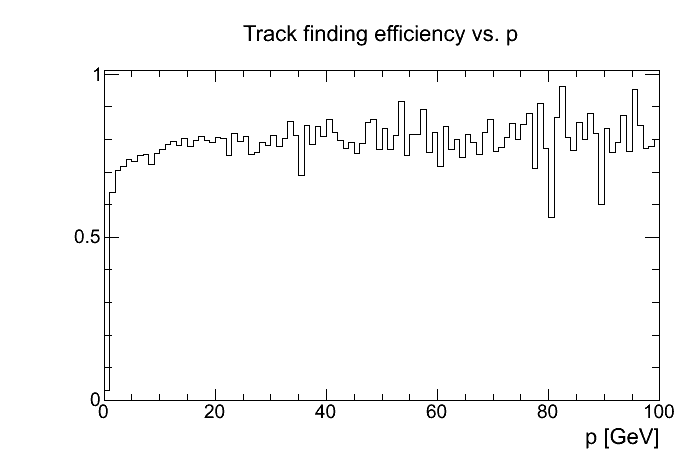 Track finding efficiency vs. p
1
0.5
0
0 20 40 60 80 100
p [GeV]